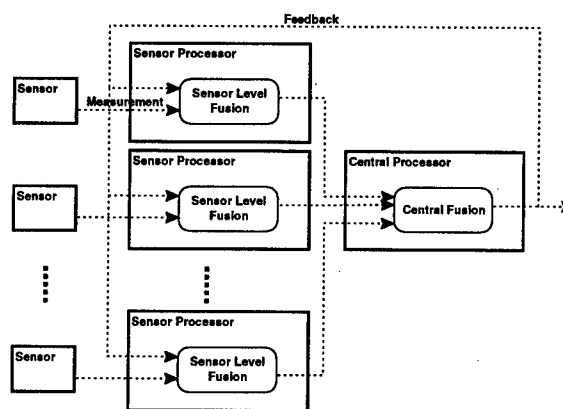 Feedback
Sensor Processor
Sensor
Measurement
Sensor Level
Fusion
Sensor Processor
Central Processor
Sensor
Sensor Level
Fusion
Central Fusion
Sensor Processor
Sensor
Sensor Level
Fusion